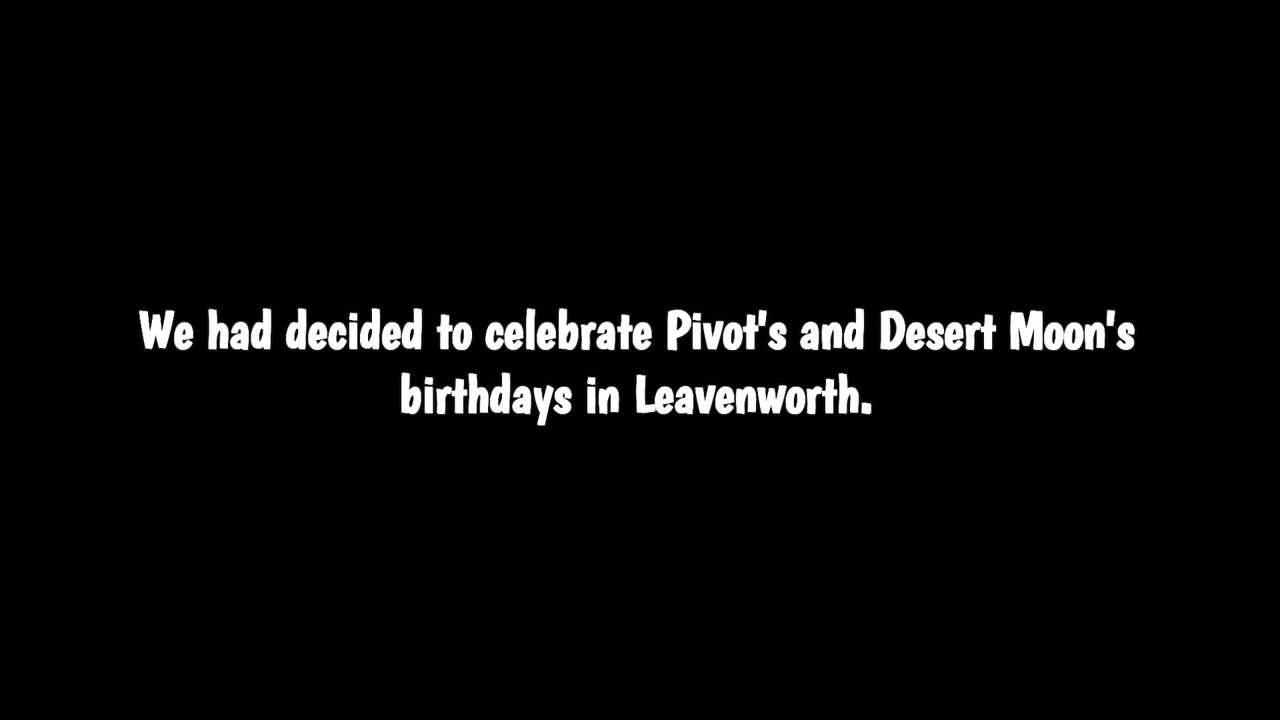 We had decided to celebrate Pivot's and Desert Moon's
birthdays in Leavenworth.